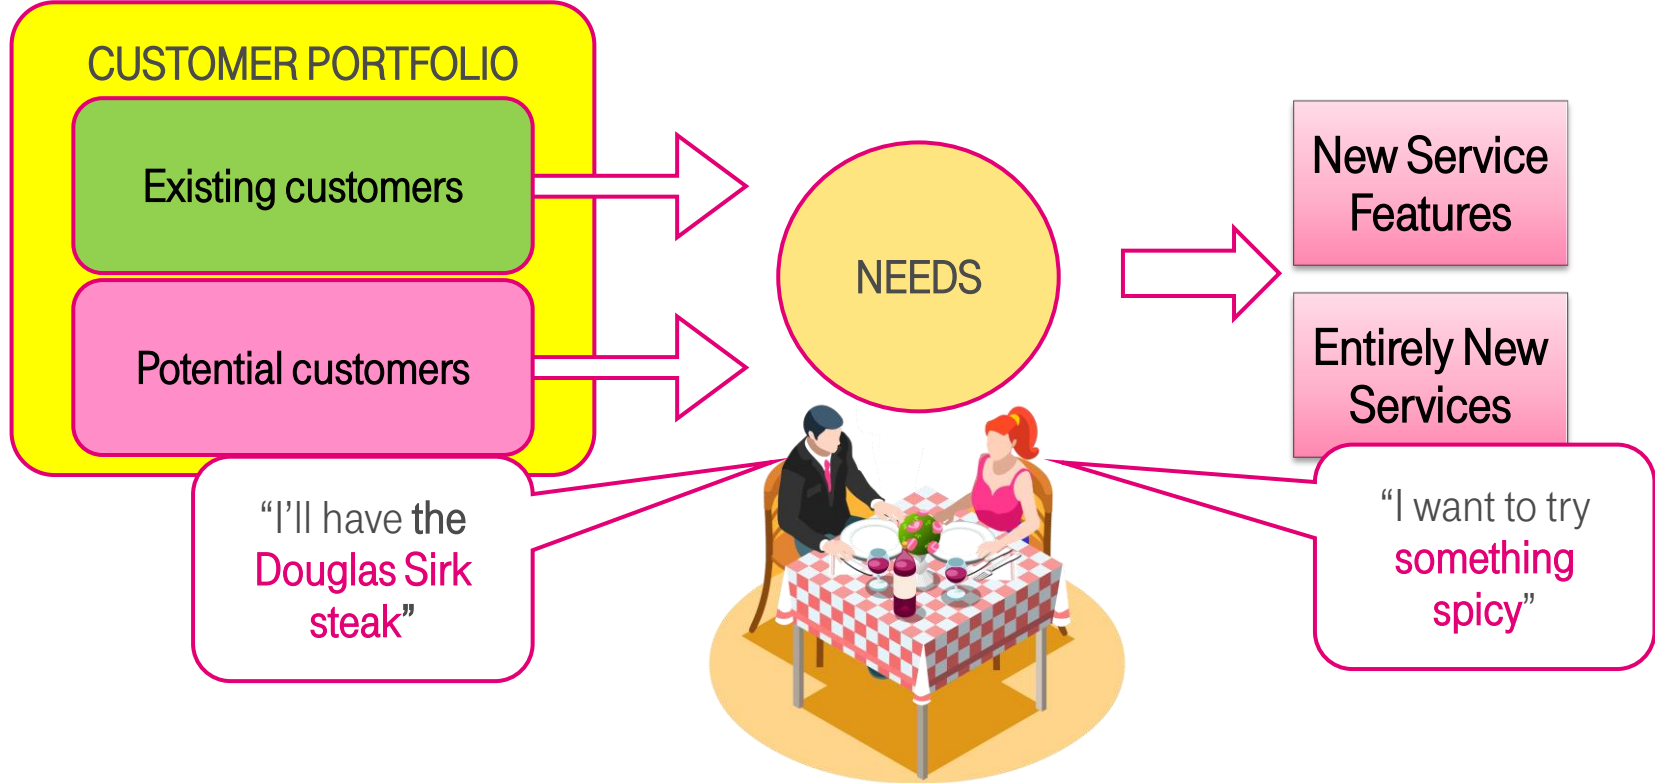 CUSTOMER PORTFOLIO
Existing customers
Potential customers
NEEDS
New Service
Features
Entirely New
Services
“I’ll have the
Douglas Sirk
steak”
“I want to try
something
spicy”